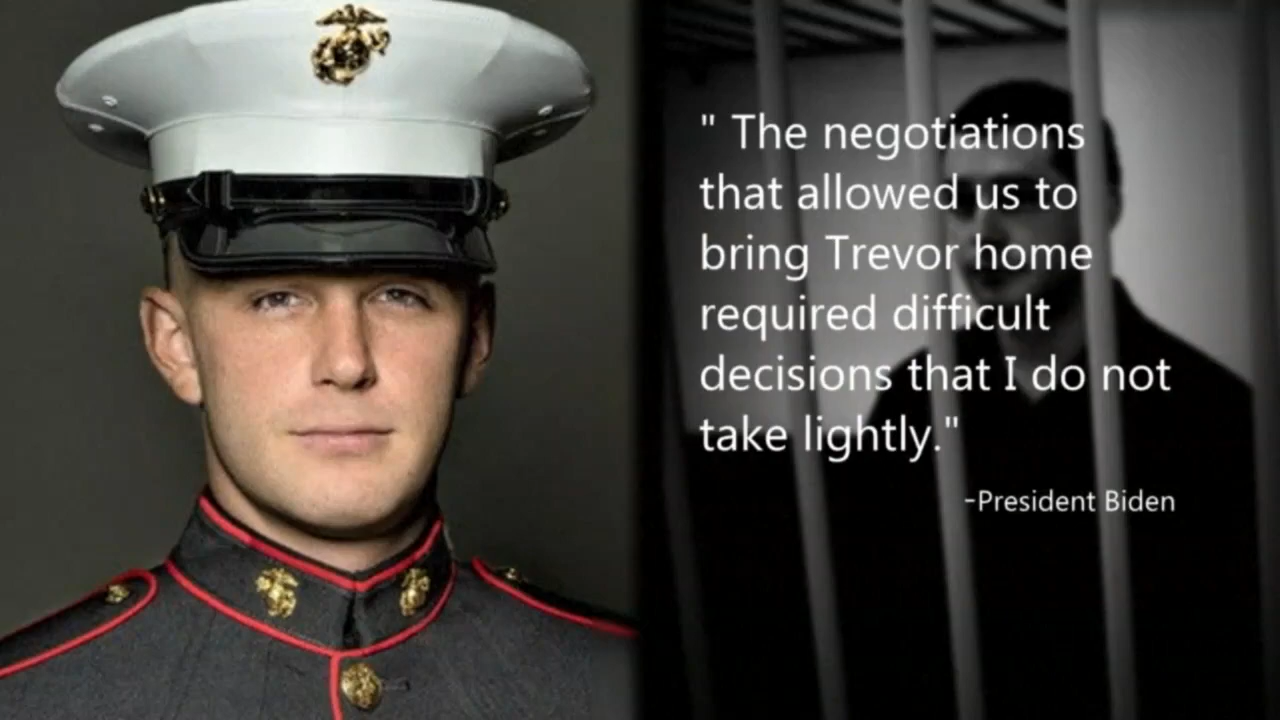 " The negotiations
that allowed us to
bring Trevor home
required difficult
decisions that I do not
take lightly."
-President Biden